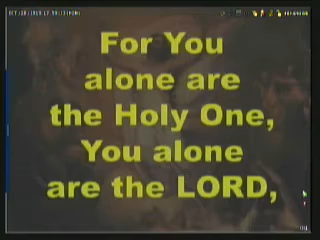 For You
alone are
the Holy One,
You alone
are the LORD,